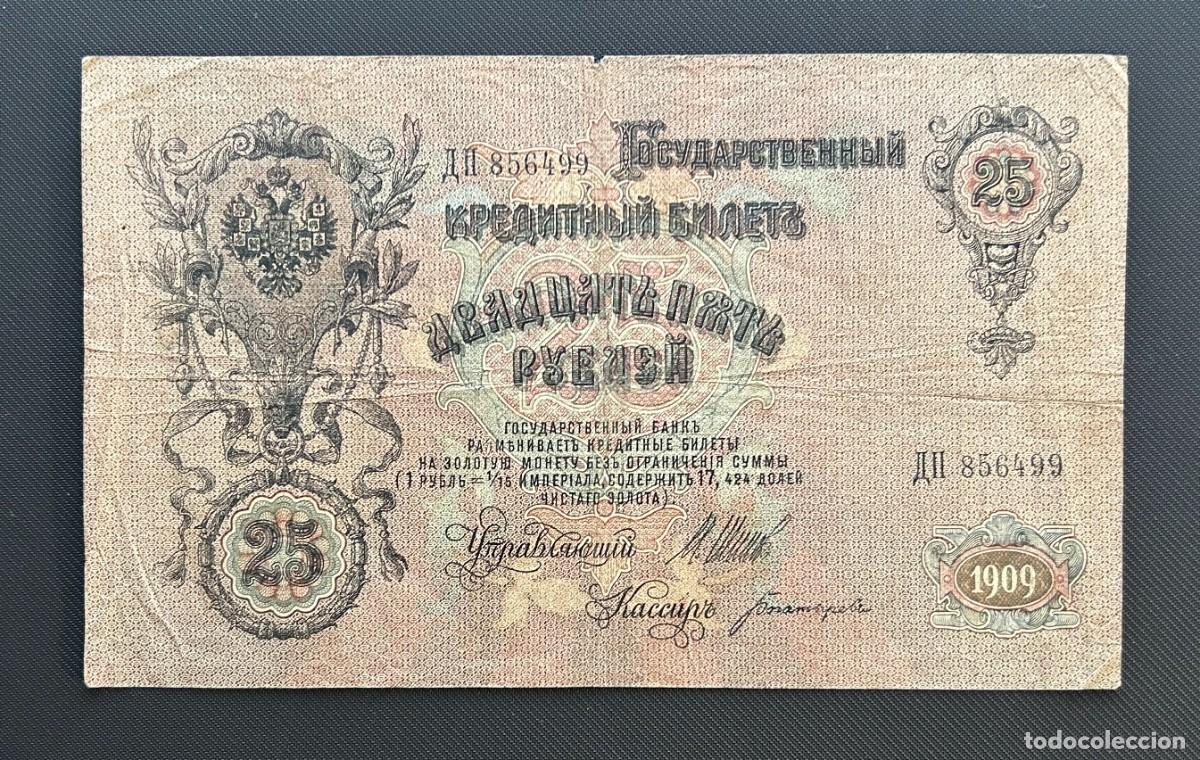 ДП 856499
Государственный
Кредитный Билетъ
25
25
Двадцать пять
рублей
Государственный Банкъ
размѣниваетъ кредитные билеты
на золотую монету безъ ограниченія суммы
(1 рубль = 1/15 имперіала, содержитъ 17,424 долей
чистаго золота).
ДП 856499
25
Управляющій
Кассиръ
1909
todocoleccion